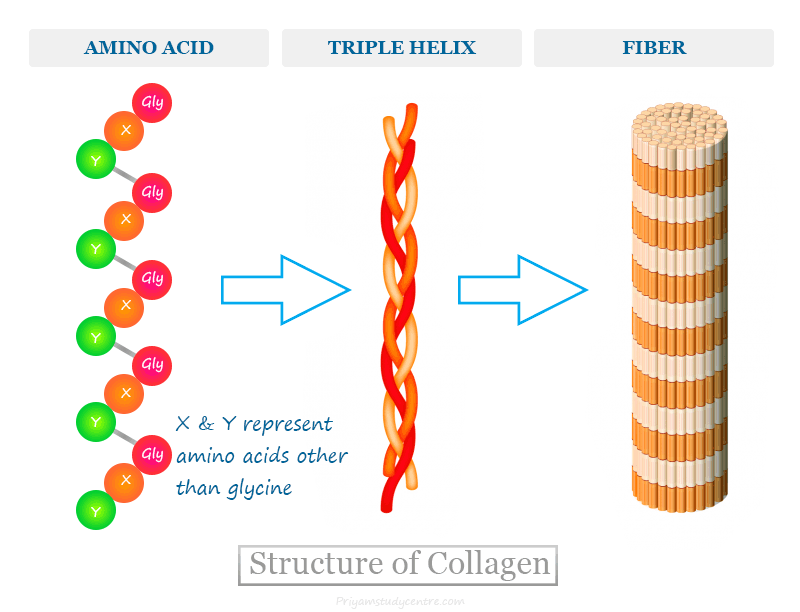 AMINO ACID
TRIPLE HELIX
FIBER
Gly
X
Y
Gly
X
Y
Gly
X
Y
Gly
X
Y
Gly
X
Y
X & Y represent
amino acids other
than glycine
Structure of Collagen
Priyamstudycentre.com